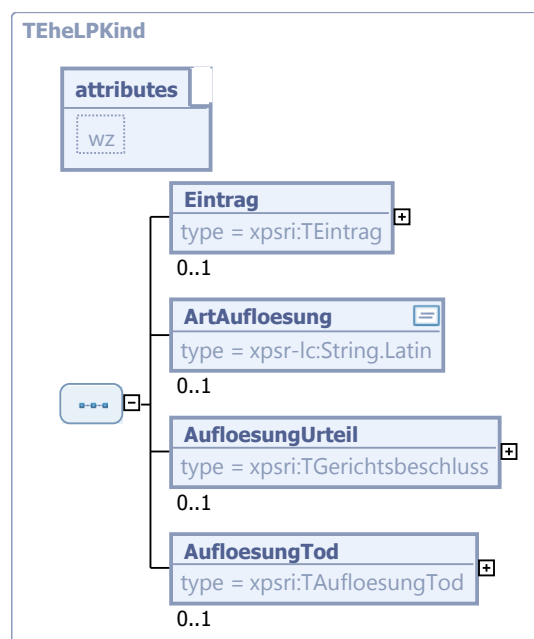 TEheLPKind
attributes
wz
Eintrag
type = xpsri:TEintrag
0..1
ArtAufloesung
type = xpsr-lc:String.Latin
0..1
AufloesungUrteil
type = xpsri:TGerichtsbeschluss
0..1
AufloesungTod
type = xpsri:TAufloesungTod
0..1